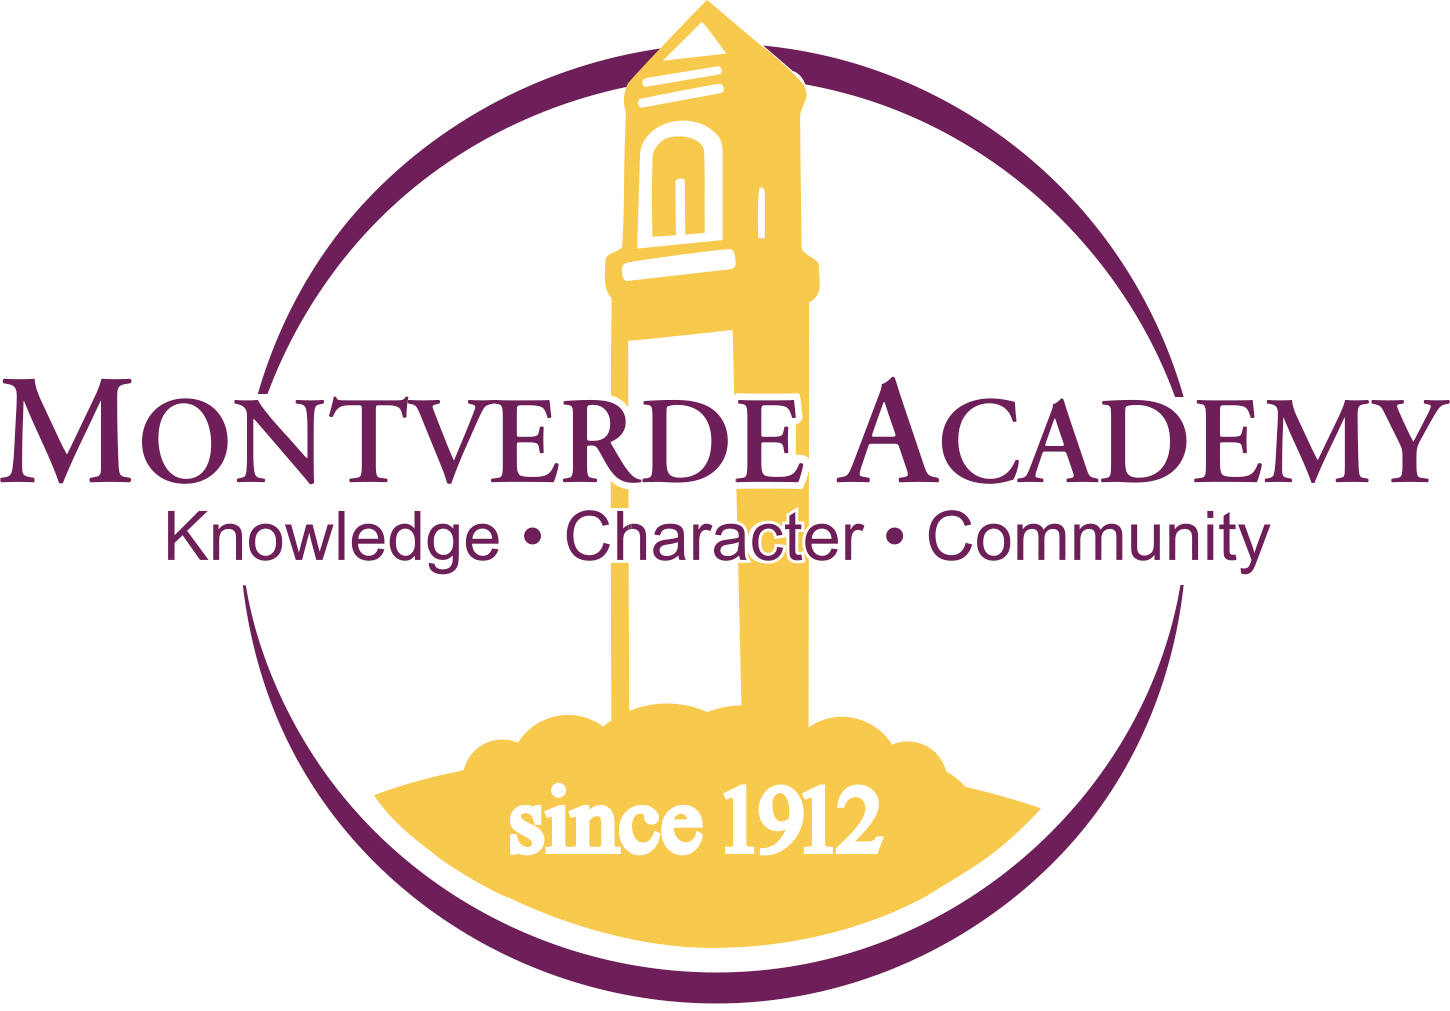 MONTVERDE ACADEMY
Knowledge • Character • Community
since 1912